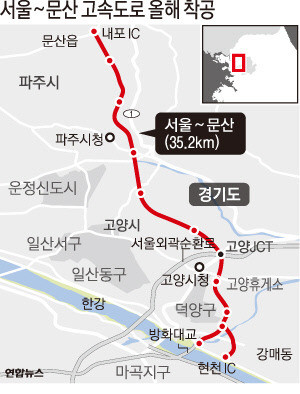 서울~문산 고속도로 올해 착공
내포 IC
문산읍
파주시
1
파주시청
서울~문산
(35.2km)
운정신도시
경기도
고양시
일산서구
서울외곽순환로
고양JCT
일산동구
고양시청
고양휴게소
한강
덕양구
방화대교
강매동
현천 IC
연합뉴스
마곡지구